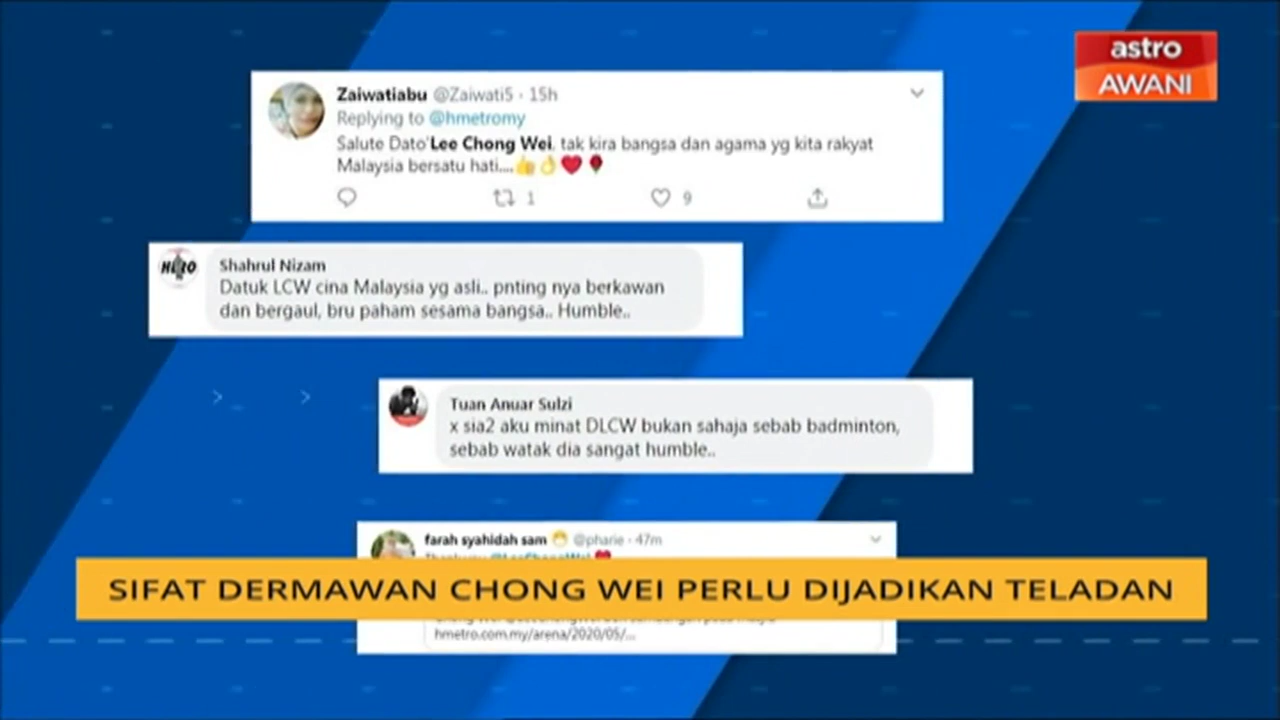 astro
AWANI
Zaiwatiabu @Zaiwati5 · 15h
Replying to @hmetromy
Salute Dato'Lee Chong Wei. tak kira bangsa dan agama yg kita rakyat
Malaysia bersatu hati....👍👌❤️🌹
1 9
HERO
Shahrul Nizam
Datuk LCW cina Malaysia yg asli.. pnting nya berkawan
dan bergaul, bru paham sesama bangsa.. Humble..
Tuan Anuar Sulzi
x sia2 aku minat DLCW bukan sahaja sebab badminton,
sebab watak dia sangat humble..
farah syahidah sam 😷 @pharie · 47m
SIFAT DERMAWAN CHONG WEI PERLU DIJADIKAN TELADAN
hmetro.com.my/arena/2020/05/...